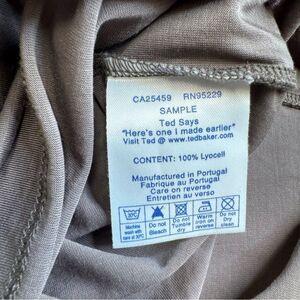 CA25459 RN95229
SAMPLE
Ted Says
"Here's one I made earlier"
Visit Ted @ www.tedbaker.com
CONTENT: 100% Lyocell
Manufactured in Portugal
Fabrique au Portugal
Care on reverse
Entretien au verso
Machine wash with care at 30°C
Do not Bleach
Do not Tumble dry
Warm iron on reverse
Do not Dry clean